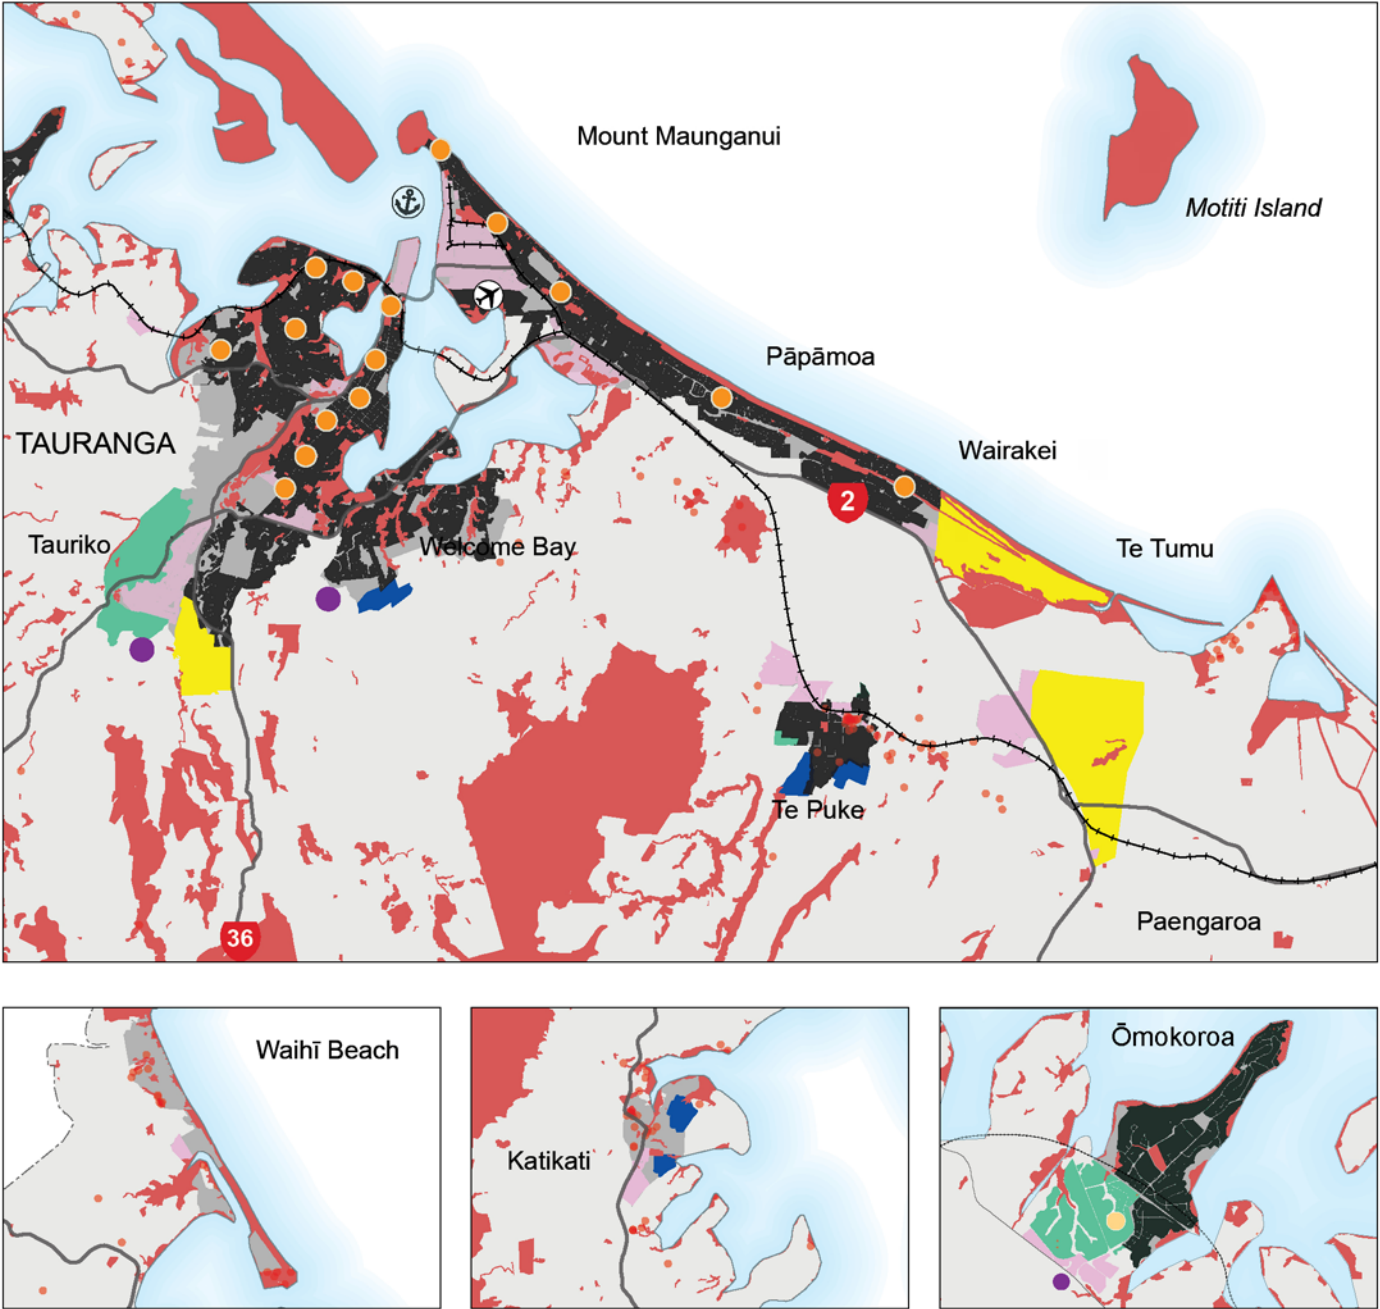 Mount Maunganui
Motiti Island
Pāpāmoa
TAURANGA
Wairakei
2
Tauriko
Welcome Bay
Te Tumu
Te Puke
36
Paengaroa
Waihī Beach
Katikati
Ōmokoroa